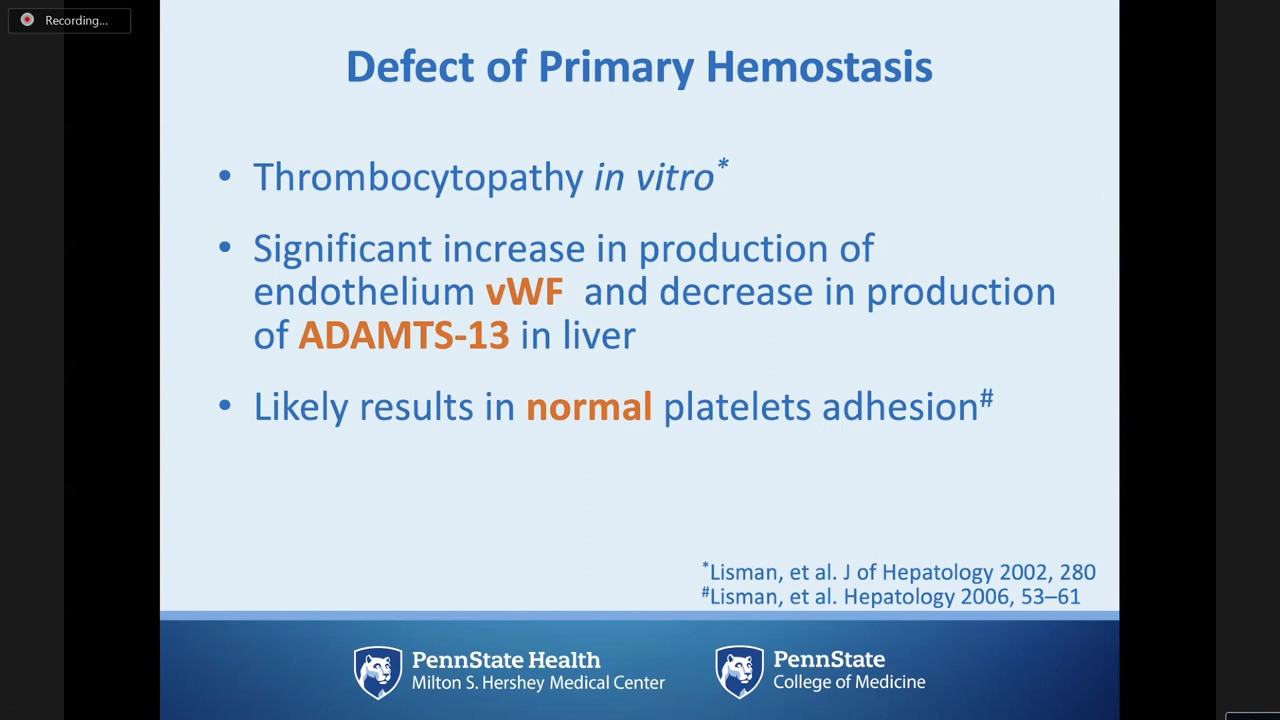 Recording...
Defect of Primary Hemostasis
• Thrombocytopathy in vitro*
• Significant increase in production of
endothelium vWF and decrease in production
of ADAMTS-13 in liver
• Likely results in normal platelets adhesion#
*Lisman, et al. J of Hepatology 2002, 280
#Lisman, et al. Hepatology 2006, 53–61
PennState Health
Milton S. Hershey Medical Center
PennState
College of Medicine